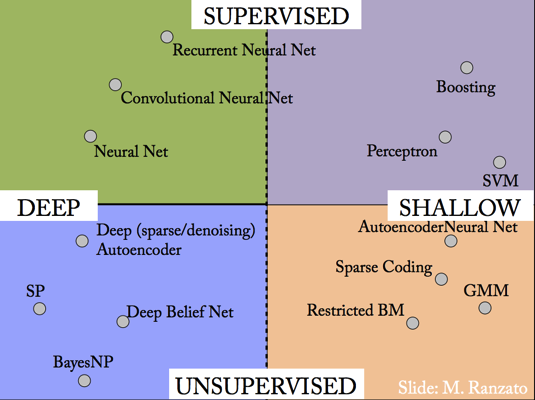 SUPERVISED
Recurrent Neural Net
Convolutional Neural Net
Neural Net
Boosting
Perceptron
SVM
DEEP
SHALLOW
Deep (sparse/denoising)
Autoencoder
SP
Deep Belief Net
BayesNP
AutoencoderNeural Net
Sparse Coding
GMM
Restricted BM
UNSUPERVISED
Slide: M. Ranzato